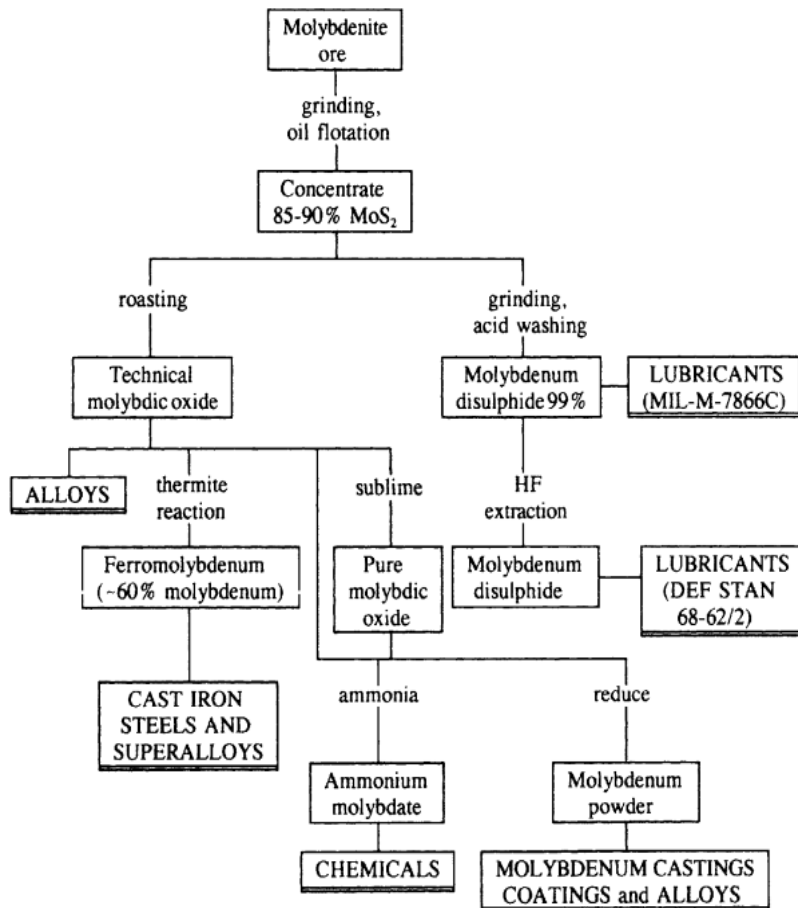 Molybdenite
ore
grinding,
oil flotation
Concentrate
85-90% MoS₂
roasting
grinding,
acid washing
Technical
molybdic oxide
Molybdenum
disulphide 99%
LUBRICANTS
(MIL-M-7866C)
ALLOYS
thermite
reaction
sublime
HF
extraction
Ferromolybdenum
(~60% molybdenum)
Pure
molybdic
oxide
Molybdenum
disulphide
LUBRICANTS
(DEF STAN
68-62/2)
CAST IRON
STEELS AND
SUPERALLOYS
ammonia
reduce
Ammonium
molybdate
Molybdenum
powder
CHEMICALS
MOLYBDENUM CASTINGS
COATINGS and ALLOYS